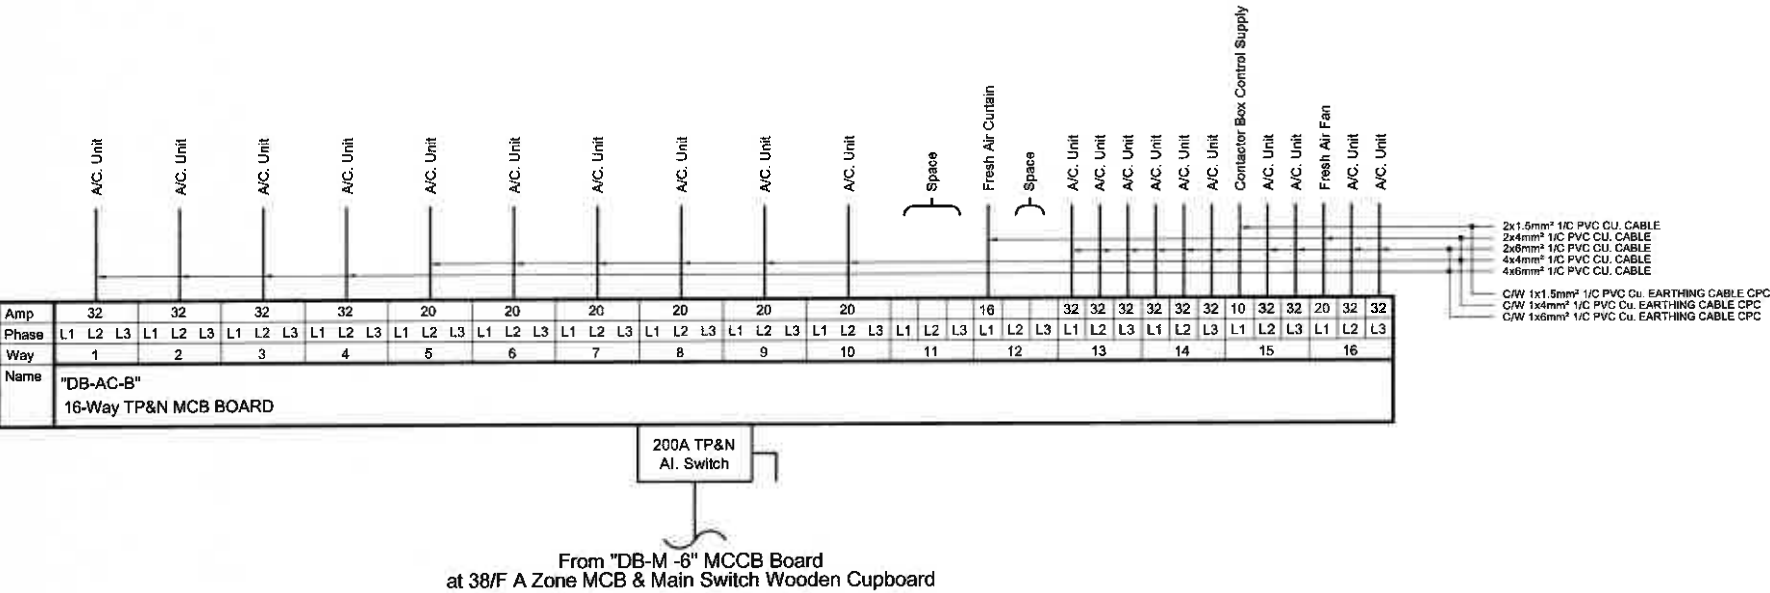 A/C. Unit
A/C. Unit
A/C. Unit
A/C. Unit
A/C. Unit
A/C. Unit
A/C. Unit
A/C. Unit
A/C. Unit
A/C. Unit
Space
Fresh Air Curtain
Space
A/C. Unit
A/C. Unit
A/C. Unit
A/C. Unit
A/C. Unit
A/C. Unit
Contactor Box Control Supply
A/C. Unit
A/C. Unit
Fresh Air Fan
A/C. Unit
A/C. Unit
2x1.5mm² 1/C PVC CU. CABLE
2x4mm² 1/C PVC CU. CABLE
2x6mm² 1/C PVC CU. CABLE
4x4mm² 1/C PVC CU. CABLE
4x6mm² 1/C PVC CU. CABLE
C/W 1x1.5mm² 1/C PVC Cu. EARTHING CABLE CPC
C/W 1x4mm² 1/C PVC Cu. EARTHING CABLE CPC
C/W 1x6mm² 1/C PVC Cu. EARTHING CABLE CPC
Amp 32 32 32 32 20 20 20 20 20 20 16 32 32 32 32 32 32 10 32 32 20 32 32
Phase L1 L2 L3 L1 L2 L3 L1 L2 L3 L1 L2 L3 L1 L2 L3 L1 L2 L3 L1 L2 L3 L1 L2 L3 L1 L2 L3 L1 L2 L3 L1 L2 L3 L1 L2 L3 L1 L2 L3 L1 L2 L3 L1 L2 L3 L1 L2 L3
Way 1 2 3 4 5 6 7 8 9 10 11 12 13 14 15 16
Name "DB-AC-B"
16-Way TP&N MCB BOARD
200A TP&N
Al. Switch
From "DB-M -6" MCCB Board
at 38/F A Zone MCB & Main Switch Wooden Cupboard